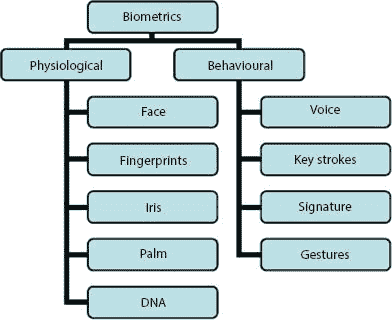 Biometrics
Physiological
Behavioural
Face
Fingerprints
Iris
Palm
DNA
Voice
Key strokes
Signature
Gestures